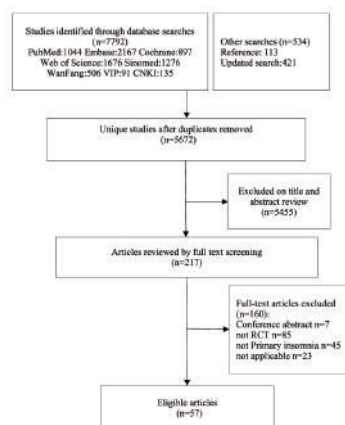 Studies identified through database searches
(n=7792)
PubMed:1044 Embase:2167 Cochrane:897
Web of Science:1676 Sinomed:1276
WanFang:506 VIP:91 CNKI:135
Other searches (n=534)
Reference: 113
Updated search:421
Unique studies after duplicates removed
(n=5672)
Excluded on title and
abstract review
(n=5455)
Articles reviewed by full text screening
(n=217)
Full-text articles excluded
(n=160):
Conference abstract n=7
not RCT n=85
not Primary insomnia n=45
not applicable n=23
Eligible articles
(n=57)